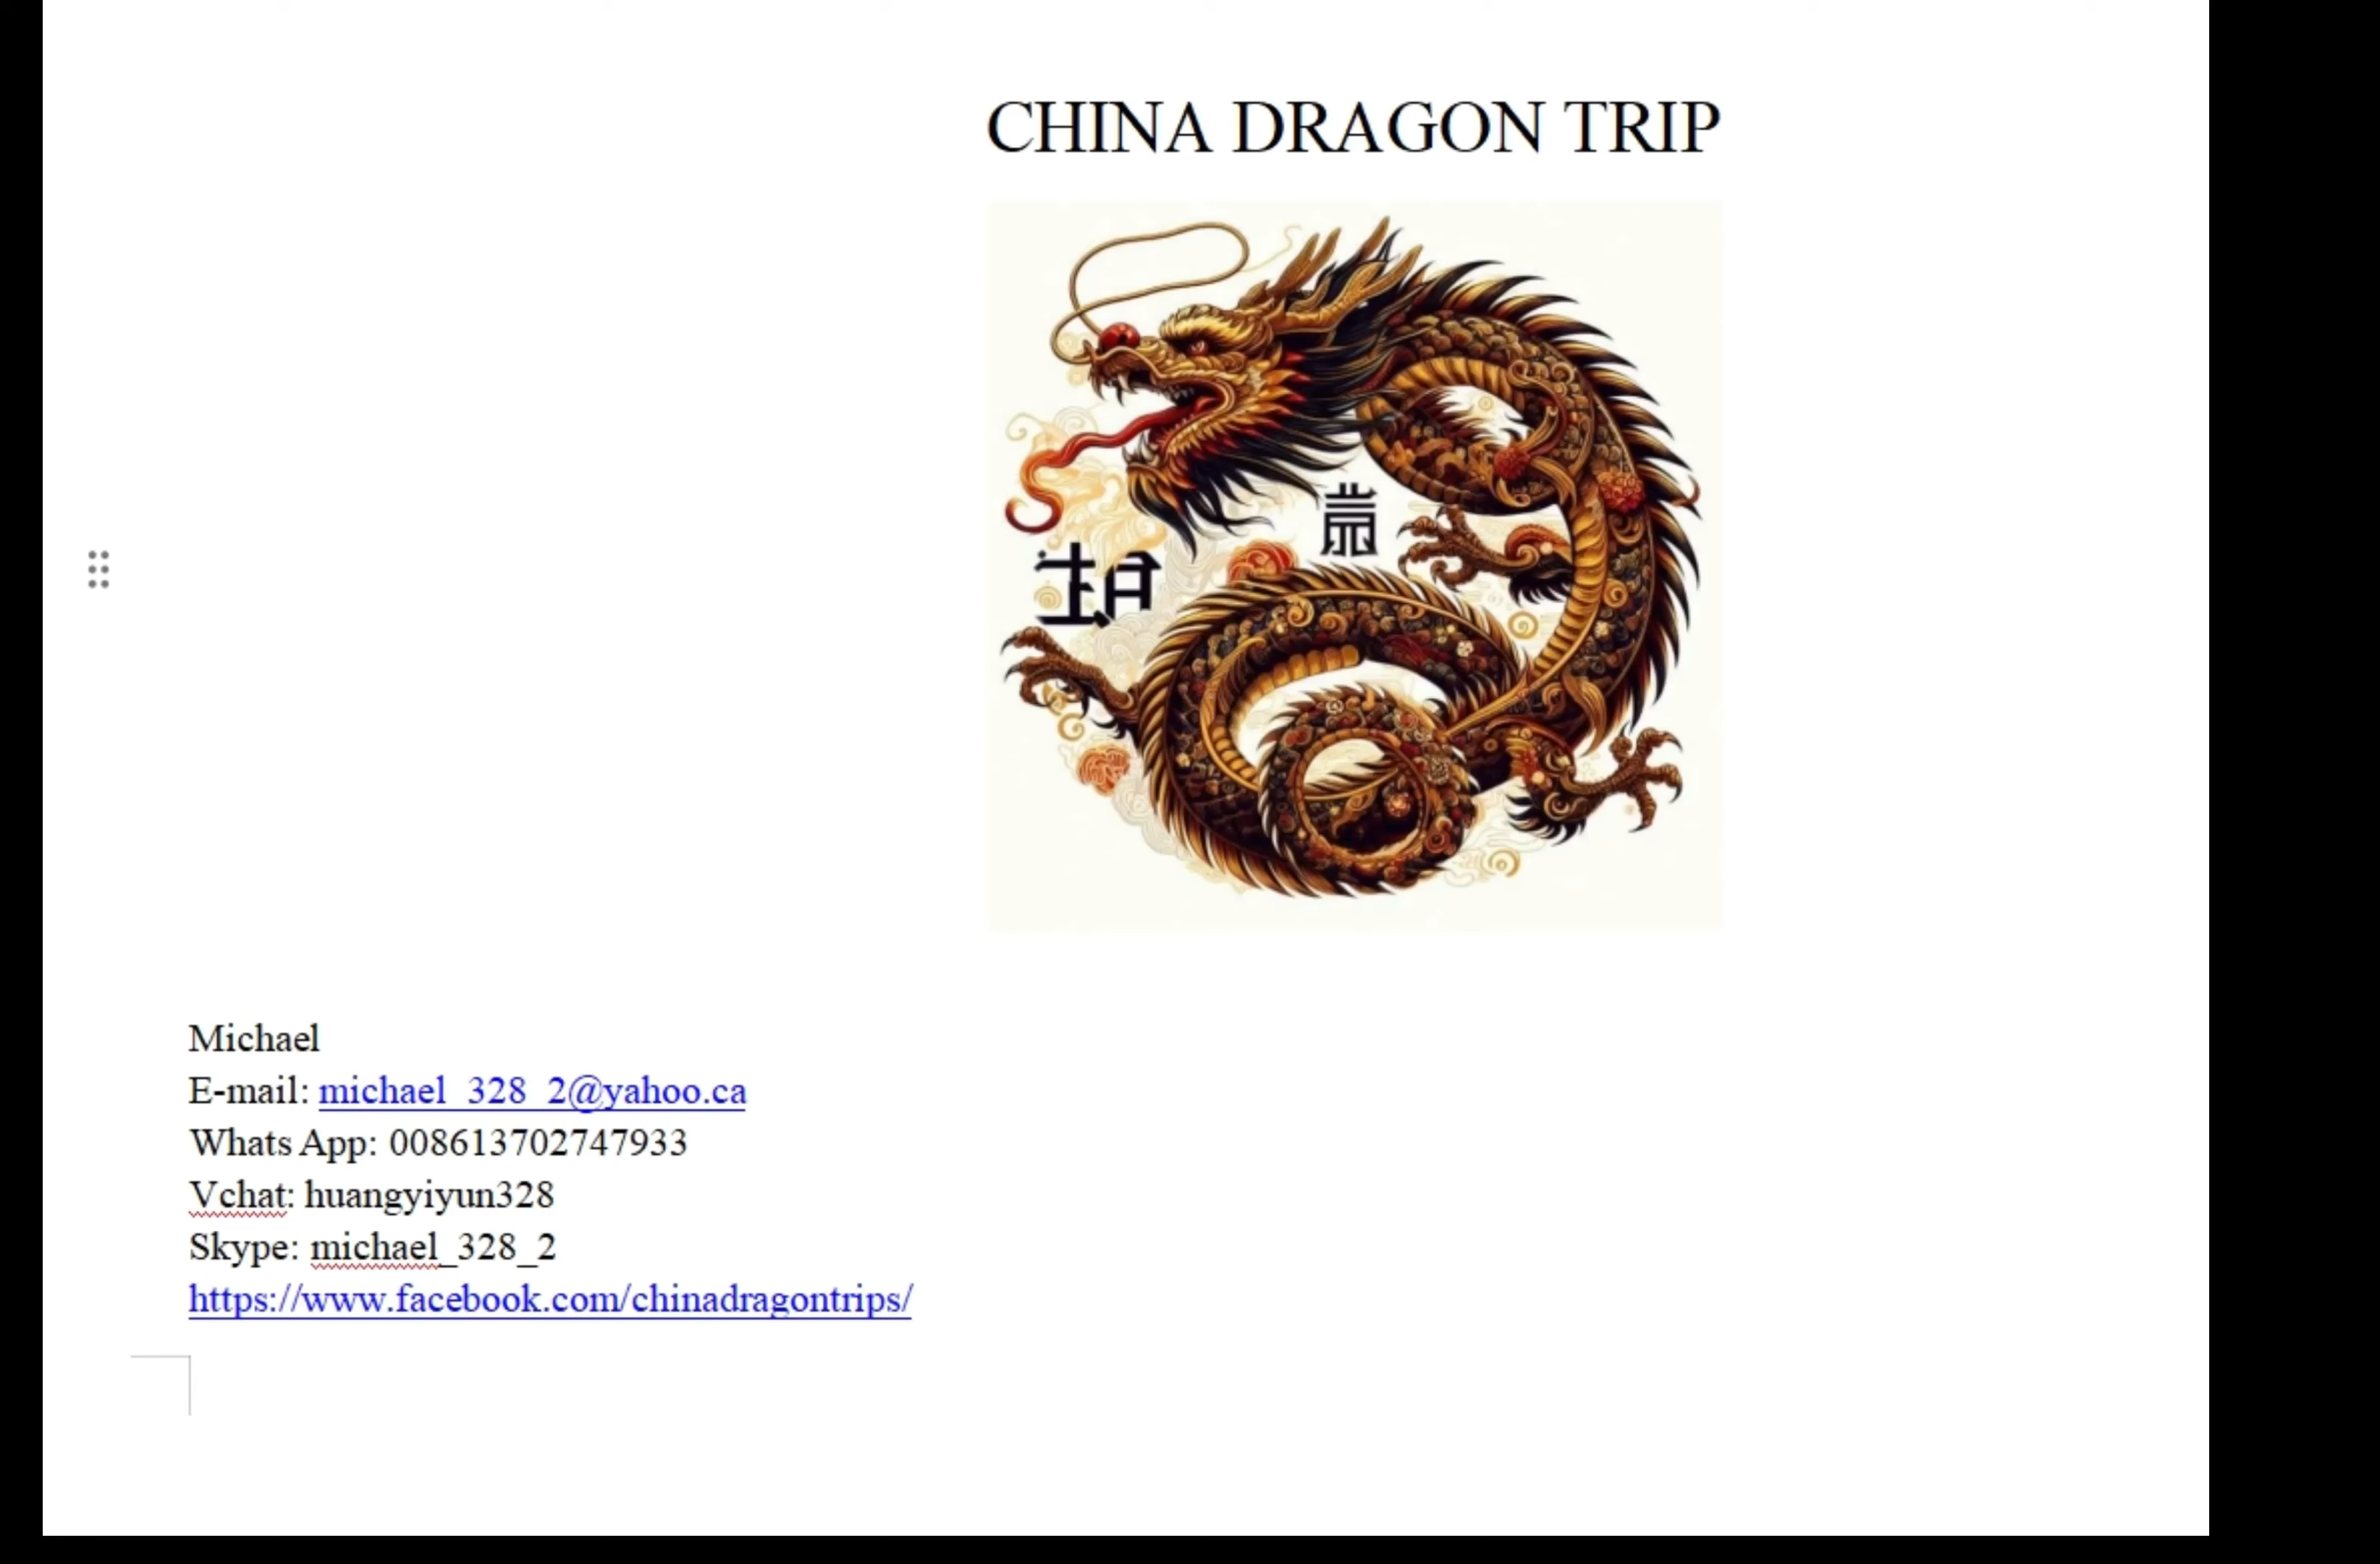 CHINA DRAGON TRIP
Michael
E-mail: michael_328_2@yahoo.ca
Whats App: 008613702747933
Vchat: huangyiyun328
Skype: michael_328_2
https://www.facebook.com/chinadragontrips/